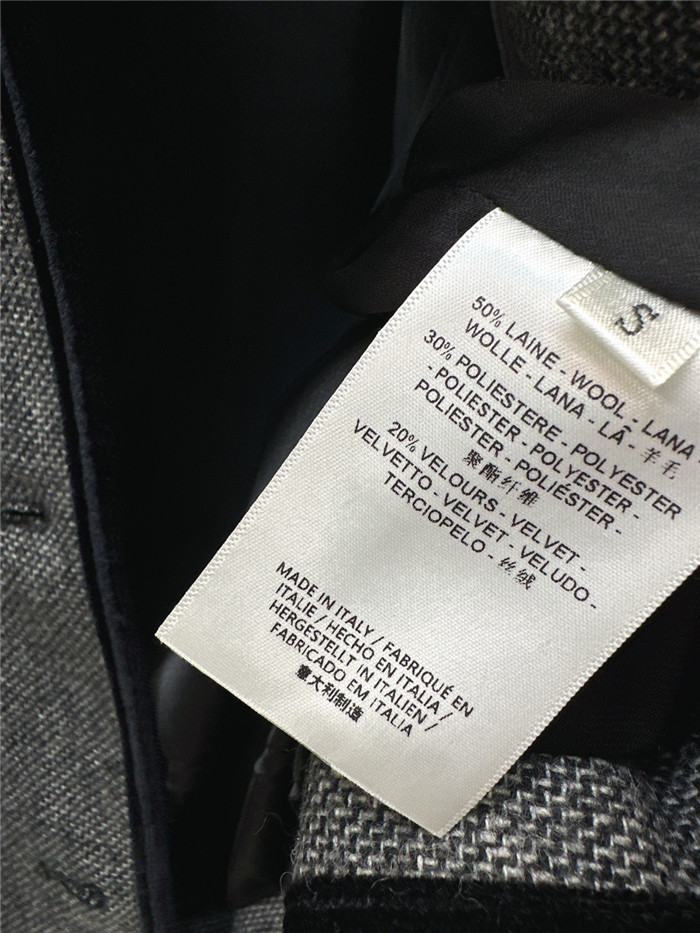 S
50% LAINE - WOOL - LANA
WOLLE - LANA - LÃ - 羊毛
30% POLIESTERE - POLYESTER
- POLIESTER - POLYESTER -
POLIESTER - POLIÉSTER -
聚酯纤维
20% VELOURS - VELVET -
VELVETTO - VELVET - VELUDO -
TERCIOPELO - 丝绒
MADE IN ITALY / FABRIQUÉ EN
ITALIE / HECHO EN ITALIA /
HERGESTELLT IN ITALIEN /
FABRICADO EM ITALIA
意大利制造